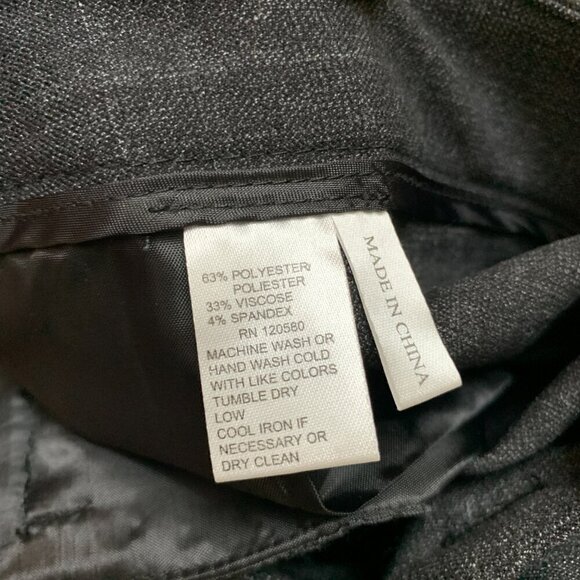 63% POLYESTER/
POLIESTER
33% VISCOSE
4% SPANDEX
RN 120580
MACHINE WASH OR
HAND WASH COLD
WITH LIKE COLORS
TUMBLE DRY
LOW
COOL IRON IF
NECESSARY OR
DRY CLEAN
MADE IN CHINA